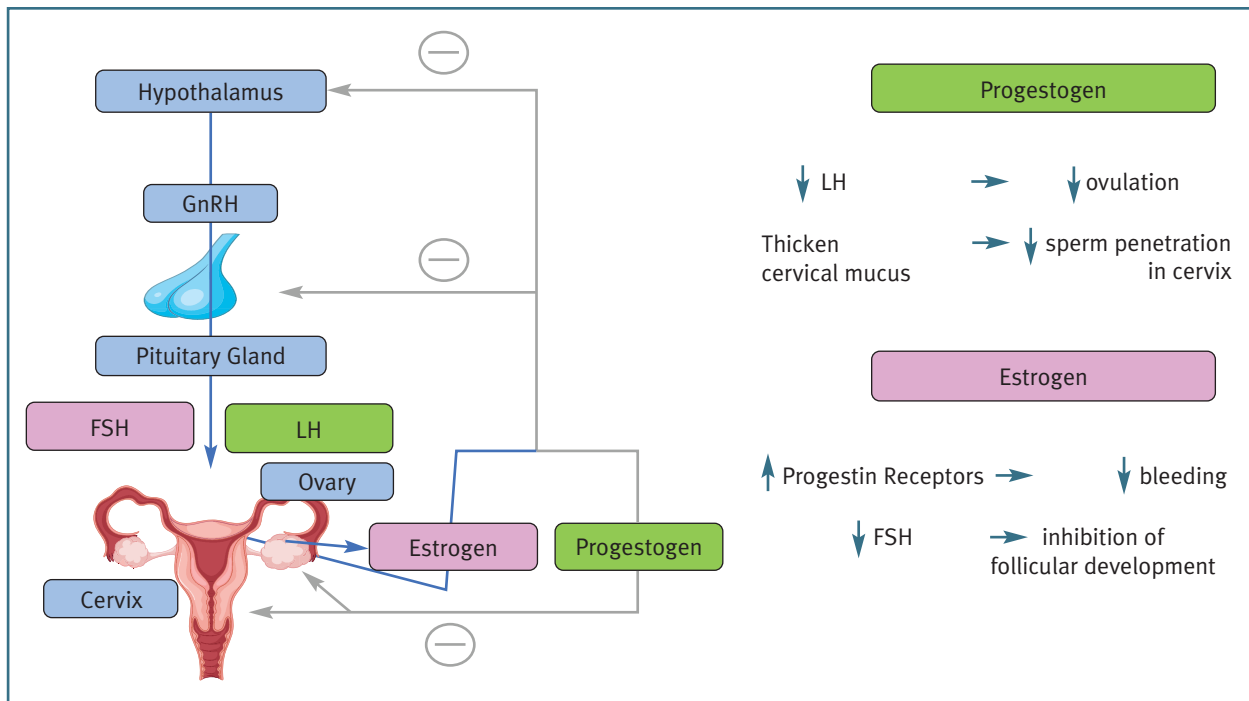 Hypothalamus
GnRH
Pituitary Gland
FSH
LH
Ovary
Estrogen
Progestogen
Cervix
Progestogen
↓ LH → ↓ ovulation
Thicken → ↓ sperm penetration
cervical mucus in cervix
Estrogen
↑ Progestin Receptors → ↓ bleeding
↓ FSH → inhibition of
follicular development